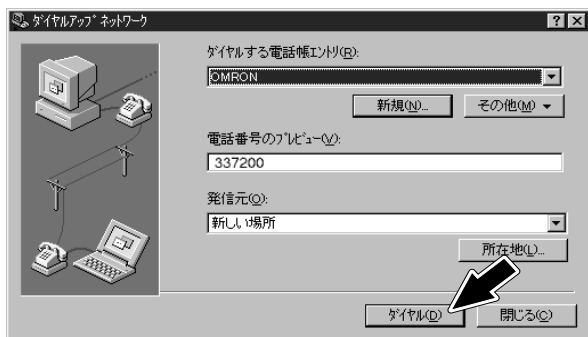 ダイヤルアップ ネットワーク
ダイヤルする電話帳エントリ(R):
OMRON
新規(N)... その他(M)
電話番号のプレビュー(V):
337200
発信元(O):
新しい場所
所在地(L)...
ダイヤル(D) 閉じる(C)